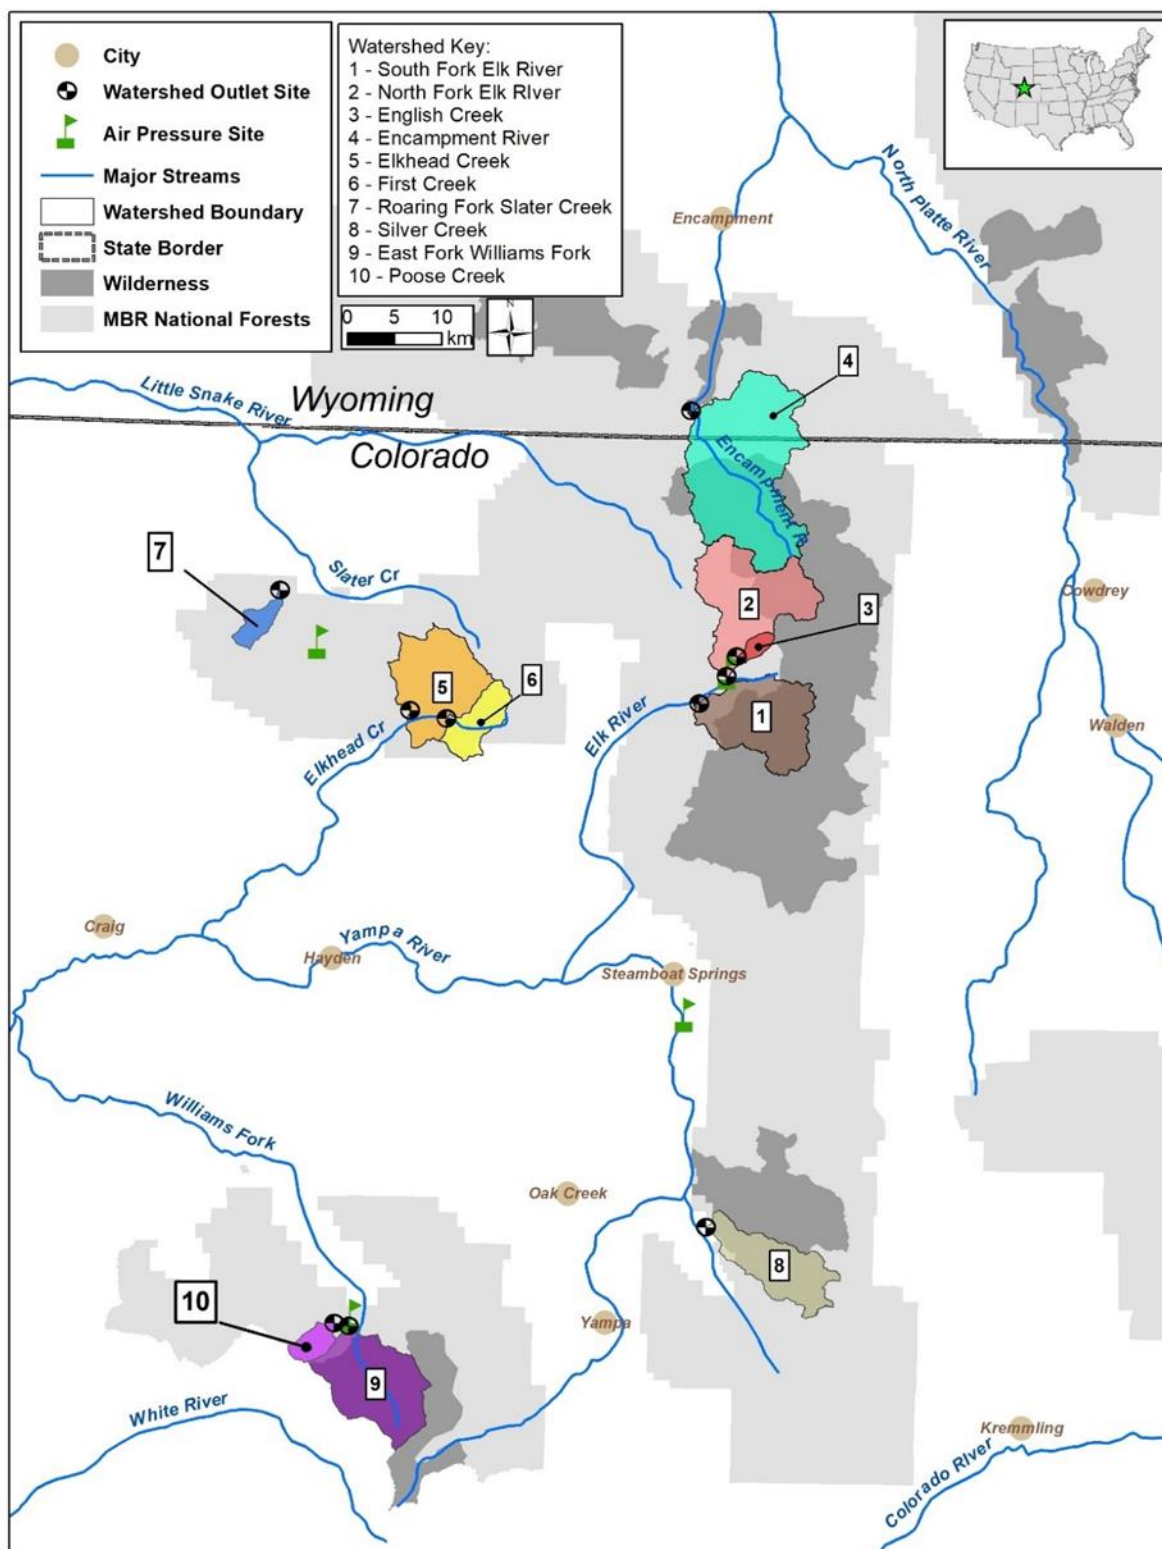 City
Watershed Outlet Site
Air Pressure Site
Major Streams
Watershed Boundary
State Border
Wilderness
MBR National Forests
Watershed Key:
1 - South Fork Elk River
2 - North Fork Elk RIver
3 - English Creek
4 - Encampment River
5 - Elkhead Creek
6 - First Creek
7 - Roaring Fork Slater Creek
8 - Silver Creek
9 - East Fork Williams Fork
10 - Poose Creek
0 5 10
km
N
North Platte River
Encampment
4
Little Snake River
Wyoming
Colorado
Encampment R
7
Slater Cr
Cowdrey
2
3
5
6
1
Elk River
Walden
Elkhead Cr
Craig
Yampa River
Hayden
Steamboat Springs
Williams Fork
Oak Creek
8
10
Yampa
9
White River
Kremmling
Colorado RIver